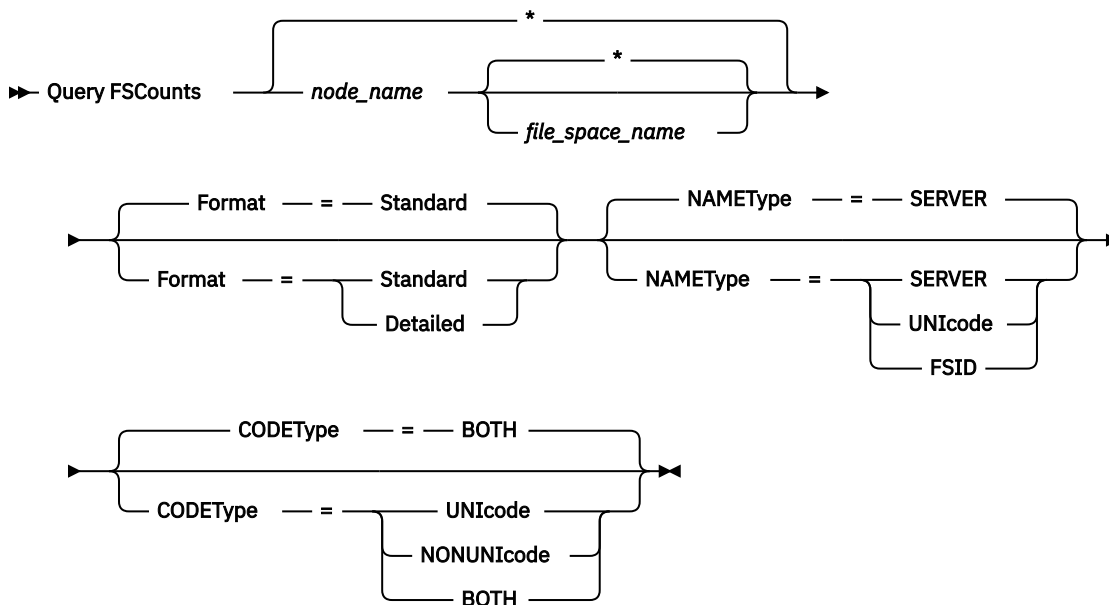 *
*
Query FSCounts node_name
file_space_name
Format = Standard NAMEType = SERVER
Format = Standard NAMEType = SERVER
Detailed UNIcode
FSID
CODEType = BOTH
CODEType = UNIcode
NONUNIcode
BOTH